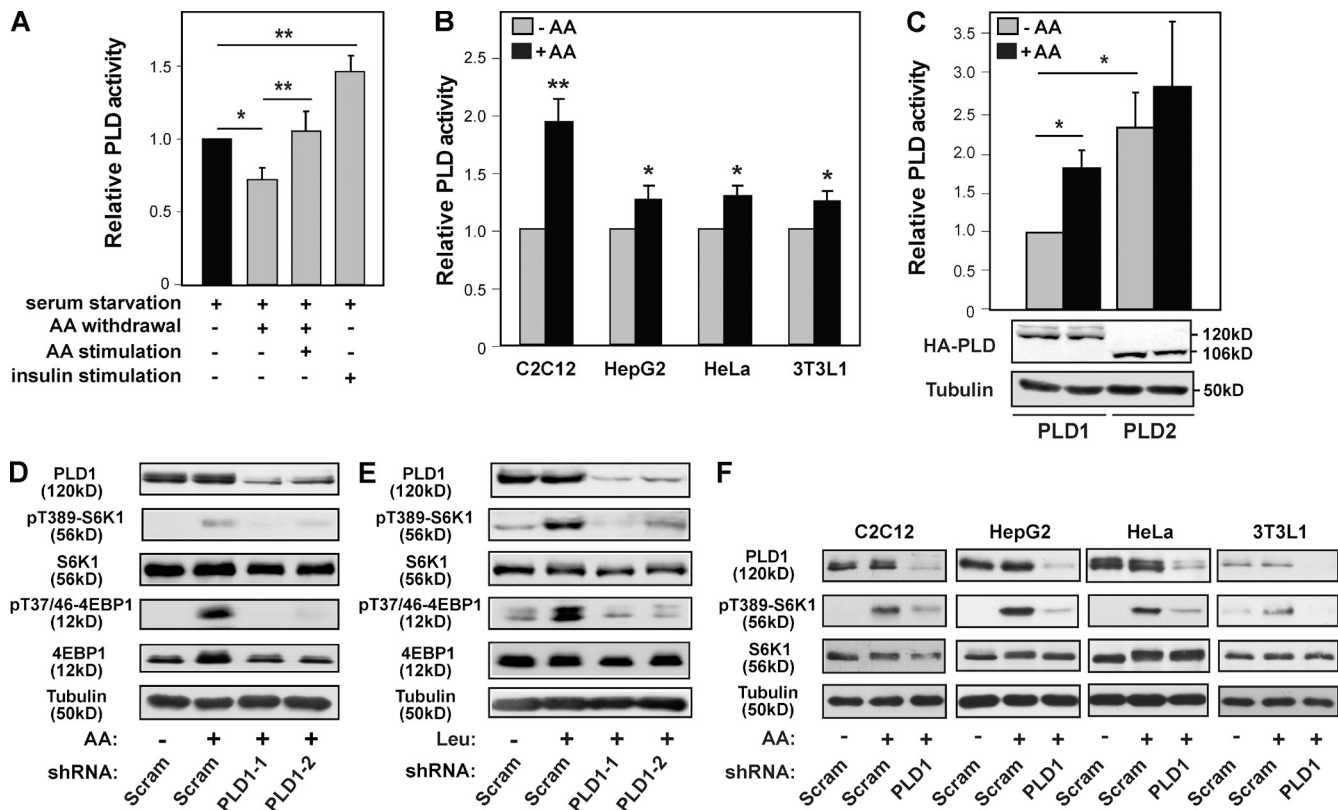 A
Relative PLD activity
1.5
1.0
0.5
0
**
**
*
serum starvation + + + +
AA withdrawal - + + -
AA stimulation - - + -
insulin stimulation - - - +
B
- AA
+ AA
Relative PLD activity
2.5
2.0
1.5
1.0
0.5
0
** * * *
C2C12 HepG2 HeLa 3T3L1
C
- AA
+ AA
Relative PLD activity
3.5
3.0
2.5
2.0
1.5
1.0
0.5
0
*
*
HA-PLD
120kD
106kD
Tubulin
50kD
PLD1 PLD2
D
PLD1
(120kD)
pT389-S6K1
(56kD)
S6K1
(56kD)
pT37/46-4EBP1
(12kD)
4EBP1
(12kD)
Tubulin
(50kD)
AA: - + + +
shRNA: Scram Scram PLD1-1 PLD1-2
E
PLD1
(120kD)
pT389-S6K1
(56kD)
S6K1
(56kD)
pT37/46-4EBP1
(12kD)
4EBP1
(12kD)
Tubulin
(50kD)
Leu: - + + +
shRNA: Scram Scram PLD1-1 PLD1-2
F
C2C12 HepG2 HeLa 3T3L1
PLD1
(120kD)
pT389-S6K1
(56kD)
S6K1
(56kD)
Tubulin
(50kD)
AA: - + + - + + - + + - + +
shRNA: Scram Scram PLD1 Scram Scram PLD1 Scram Scram PLD1 Scram Scram PLD1